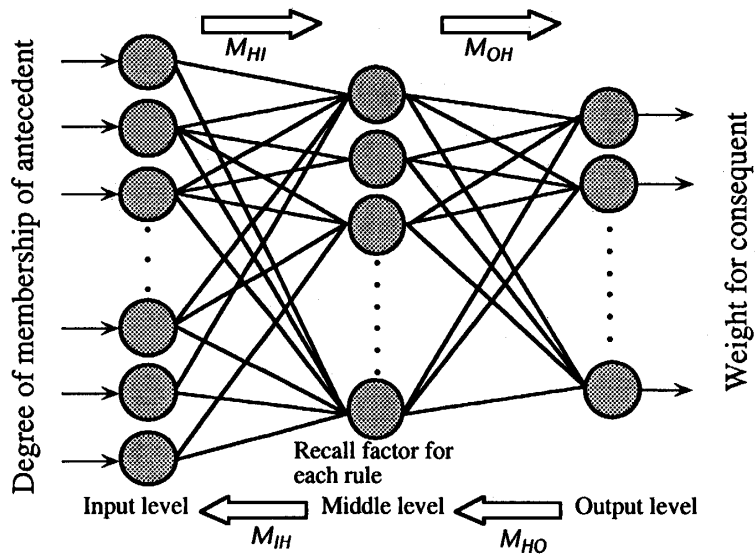 M_HI
M_OH
Degree of membership of antecedent
Weight for consequent
Recall factor for
each rule
Input level
Middle level
Output level
M_IH
M_HO